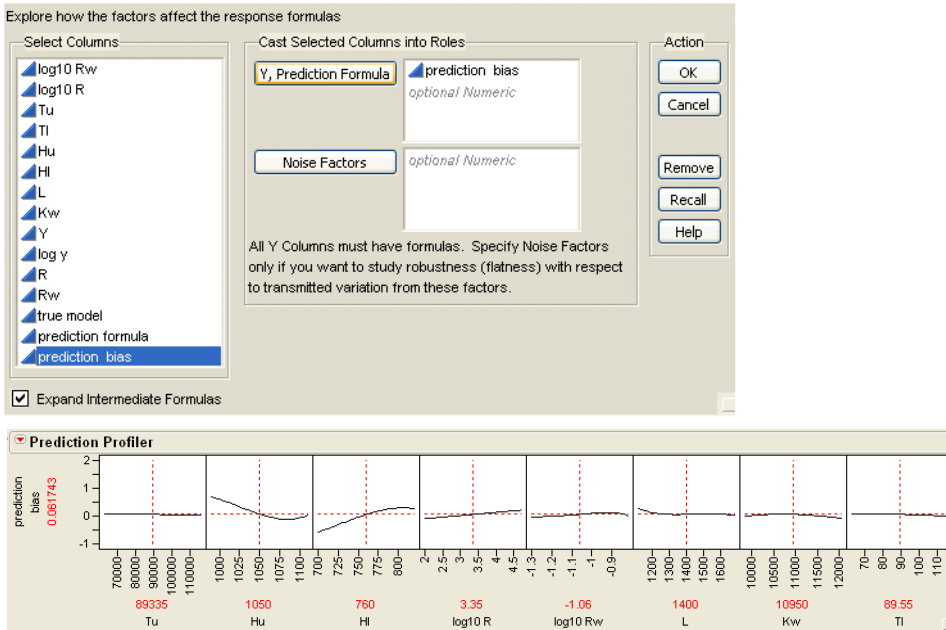 Explore how the factors affect the response formulas
Select Columns
log10 Rw
log10 R
Tu
Tl
Hu
Hl
L
Kw
Y
log y
R
Rw
true model
prediction formula
prediction bias
Expand Intermediate Formulas
Cast Selected Columns into Roles
Y, Prediction Formula
prediction bias
optional Numeric
Noise Factors
optional Numeric
All Y Columns must have formulas. Specify Noise Factors
only if you want to study robustness (flatness) with respect
to transmitted variation from these factors.
Action
OK
Cancel
Remove
Recall
Help
Prediction Profiler
prediction
bias
0.061743
2
1
0
-1
70000 80000 90000 100000 110000
89335
Tu
1000 1025 1050 1075 1100
1050
Hu
700 725 750 775 800
760
Hl
2 2.5 3 3.5 4 4.5
3.35
log10 R
-1.3 -1.2 -1.1 -1 -0.9
-1.06
log10 Rw
1200 1300 1400 1500 1600
1400
L
10000 10500 11000 11500 12000
10950
Kw
70 80 90 100 110
89.55
Tl